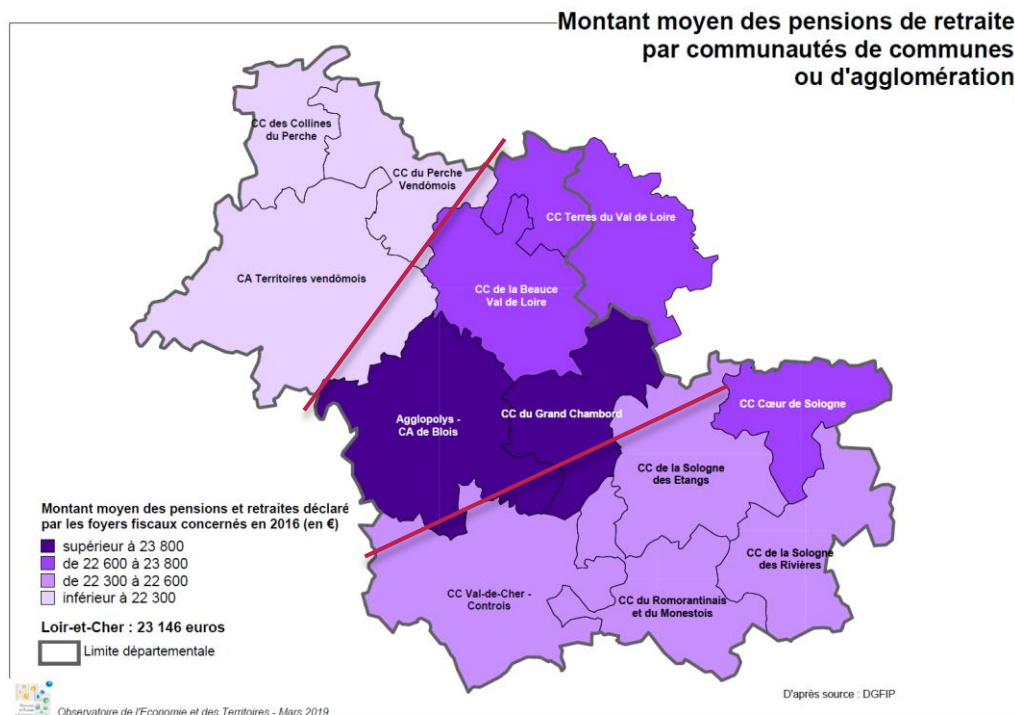 Montant moyen des pensions de retraite
par communautés de communes
ou d'agglomération
CC des Collines
du Perche
CC du Perche
Vendômois
CC Terres du Val de Loire
CA Territoires vendômois
CC de la Beauce
Val de Loire
Agglopolys -
CA de Blois
CC du Grand Chambord
CC Cœur de Sologne
CC de la Sologne
des Etangs
CC de la Sologne
des Rivières
CC Val-de-Cher -
Controis
CC du Romorantinais
et du Monestois
Montant moyen des pensions et retraites déclaré
par les foyers fiscaux concernés en 2016 (en €)
supérieur à 23 800
de 22 600 à 23 800
de 22 300 à 22 600
inférieur à 22 300
Loir-et-Cher : 23 146 euros
Limite départementale
D'après source : DGFIP
Observatoire de l'Economie et des Territoires - Mars 2019